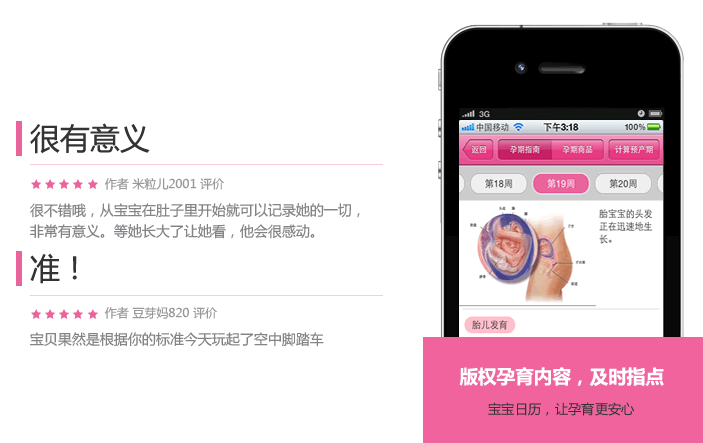 很有意义
★★★★★ 作者 米粒儿2001 评价
很不错哦，从宝宝在肚子里开始就可以记录她的一切，
非常有意义。等她长大了让她看，他会很感动。
准！
★★★★★ 作者 豆芽妈820 评价
宝贝果然是根据你的标准今天玩起了空中脚踏车
3G
中国移动 下午3:18 100%
返回 孕期指南 孕期商品 计算预产期
第18周 第19周 第20周
胎宝宝的头发
正在迅速地生
长。
胎儿发育
版权孕育内容，及时指点
宝宝日历，让孕育更安心